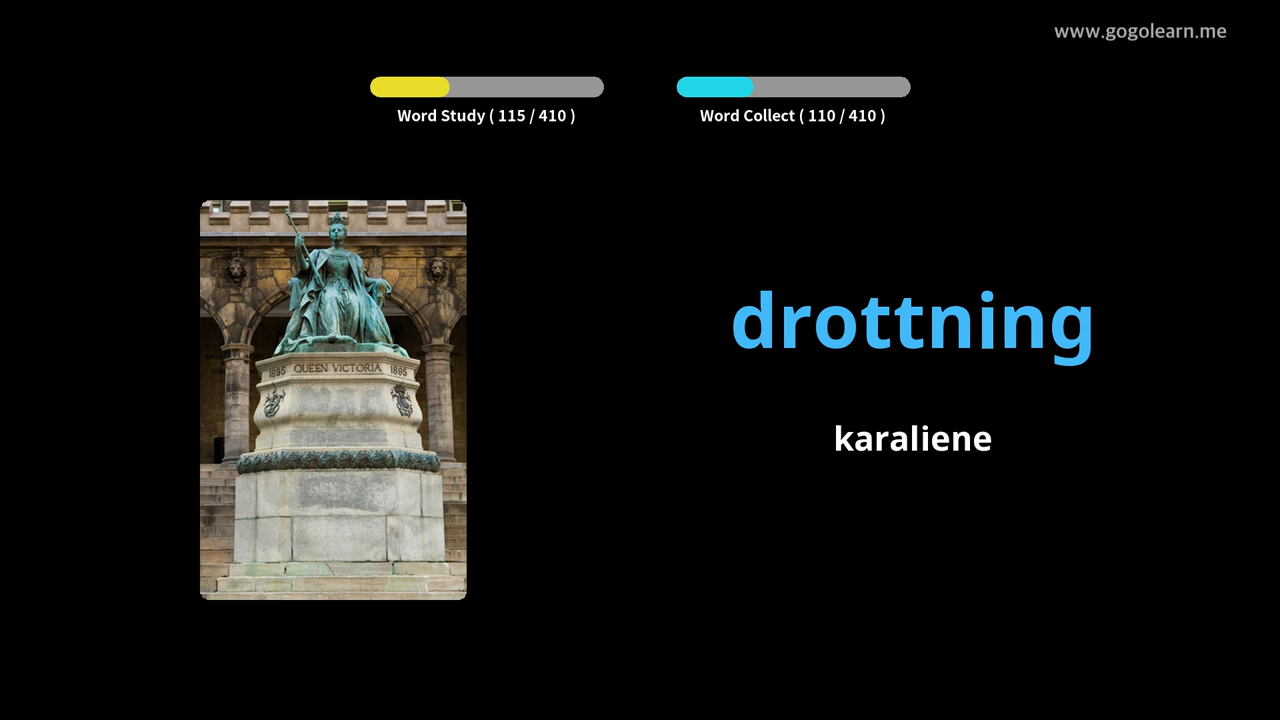 www.gogolearn.me
Word Study ( 115 / 410 )
Word Collect ( 110 / 410 )
1895 QUEEN VICTORIA 1895
drottning
karaliene